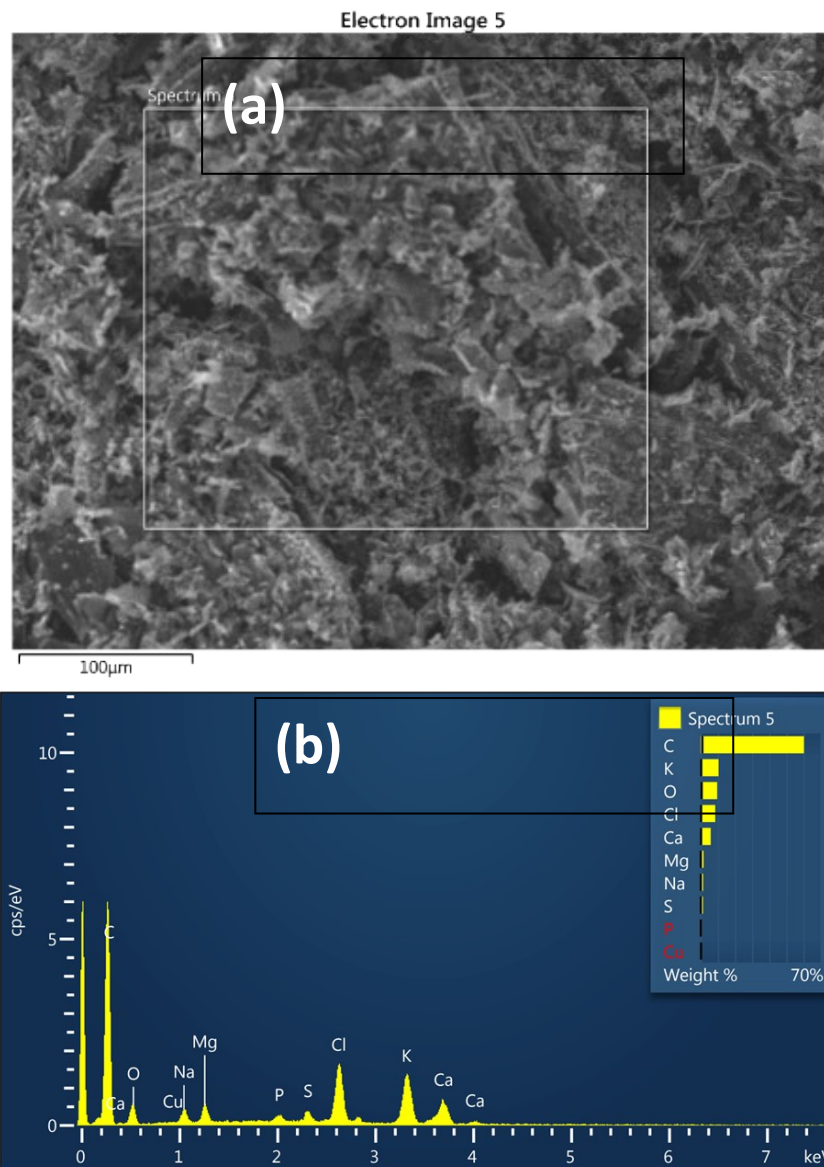 Electron Image 5
Spectrum
(a)
100μm
(b)
Spectrum 5
C
K
O
Cl
Ca
Mg
Na
S
P
Cu
Weight % 70%
10
5
0
cps/eV
C
Ca
O
Cu
Na
Mg
P
S
Cl
K
Ca
Ca
0 1 2 3 4 5 6 7 keV